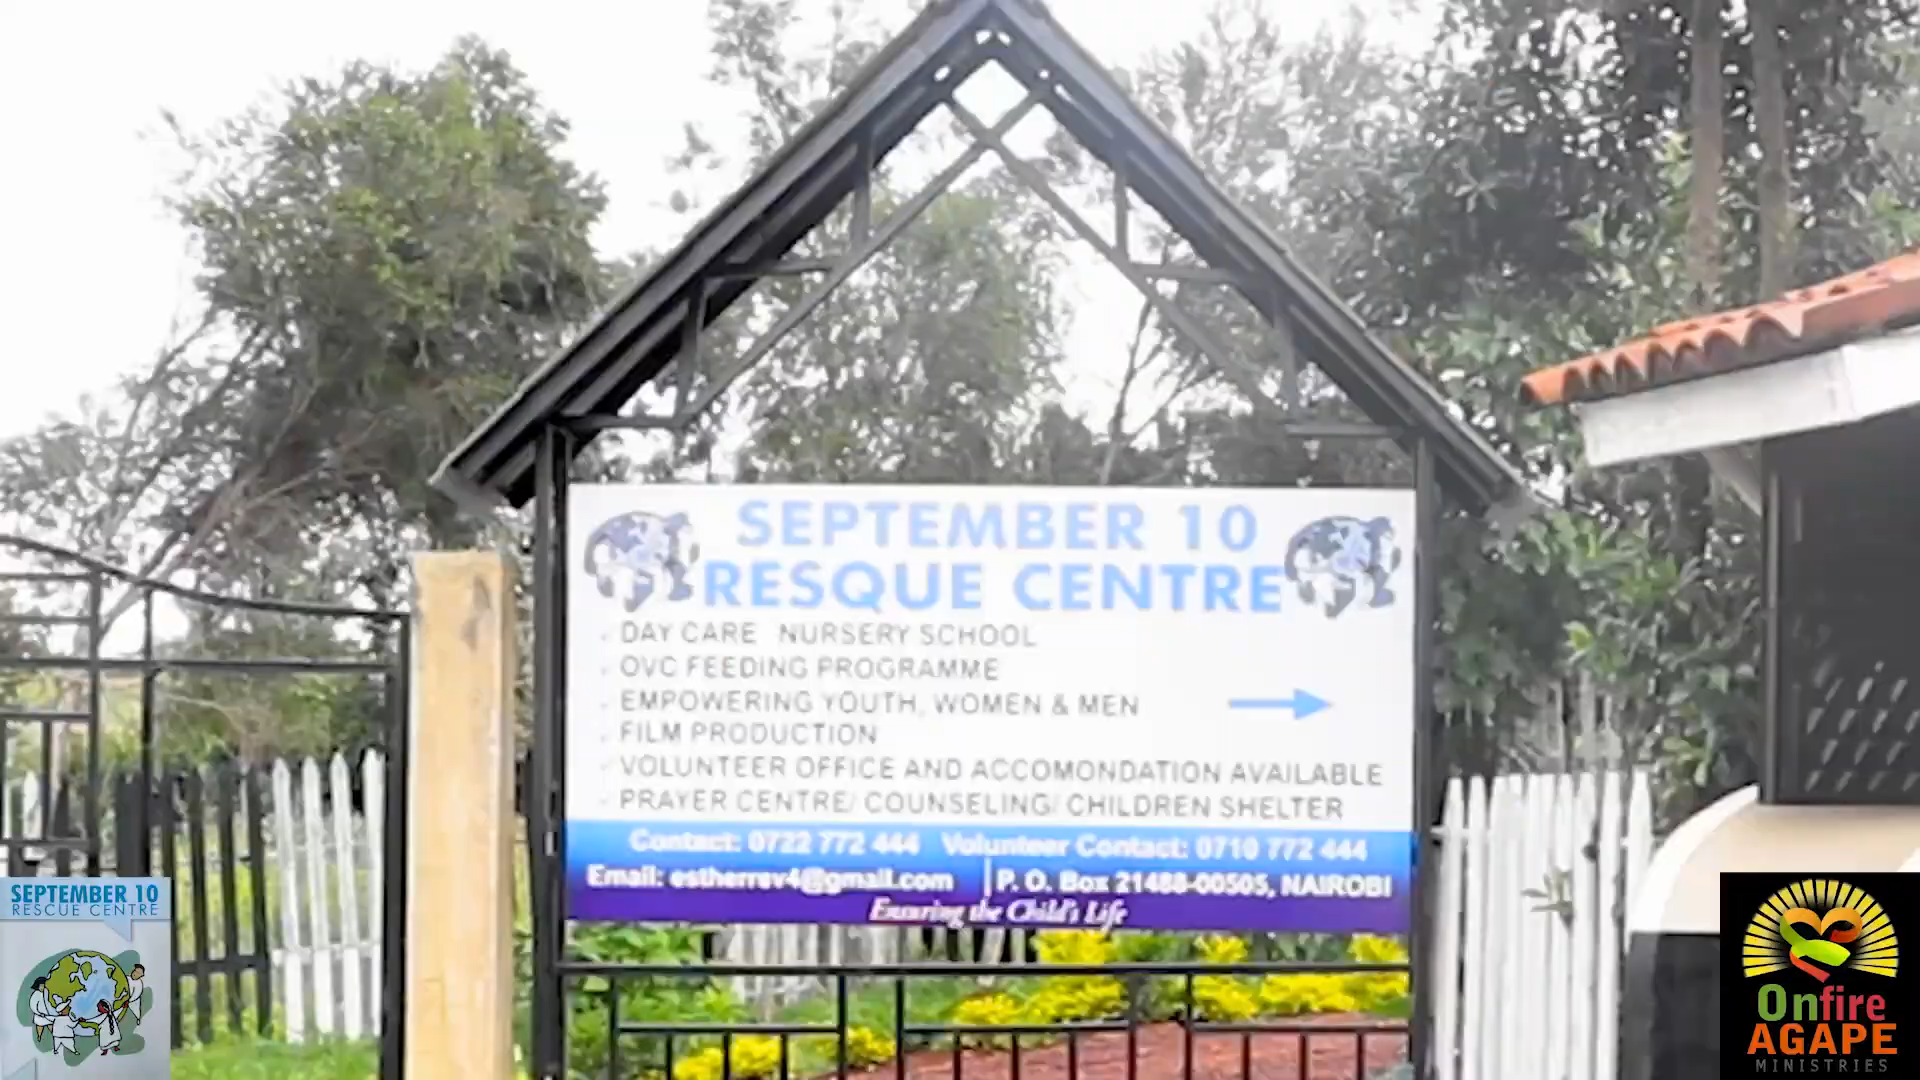 SEPTEMBER 10
RESQUE CENTRE
DAY CARE NURSERY SCHOOL
OVC FEEDING PROGRAMME
EMPOWERING YOUTH, WOMEN & MEN
FILM PRODUCTION
VOLUNTEER OFFICE AND ACCOMONDATION AVAILABLE
PRAYER CENTRE/ COUNSELING/ CHILDREN SHELTER
Contact: 0722 772 444 Volunteer Contact: 0710 772 444
Email: estherrev4@gmail.com P. O. Box 21488-00505, NAIROBI
Ensuring the Child's Life
SEPTEMBER 10
RESCUE CENTRE
Onfire
AGAPE
MINISTRIES